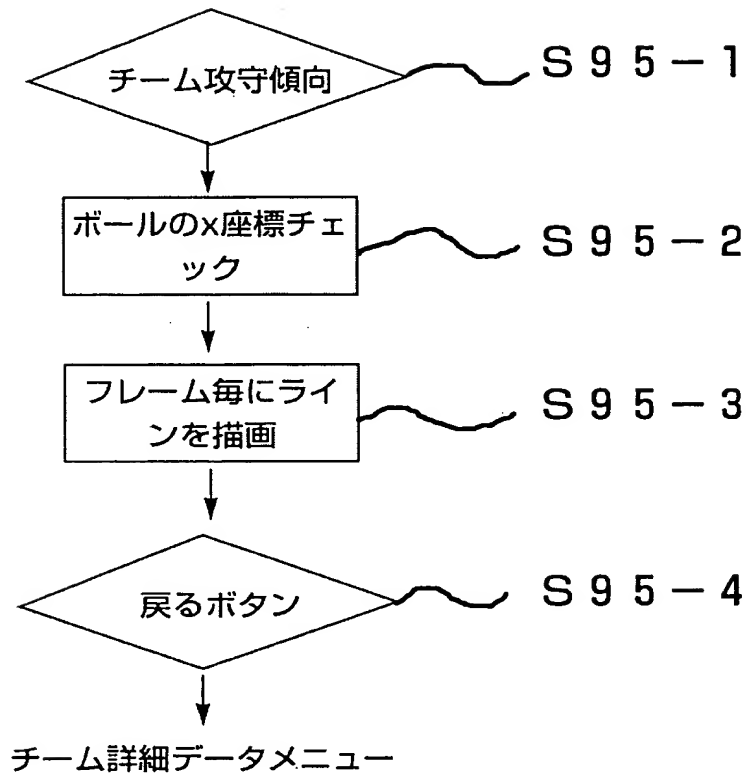 チーム攻守傾向
S95-1
ボールのx座標チェ
ック
S95-2
フレーム毎にライ
ンを描画
S95-3
戻るボタン
S95-4
チーム詳細データメニュー